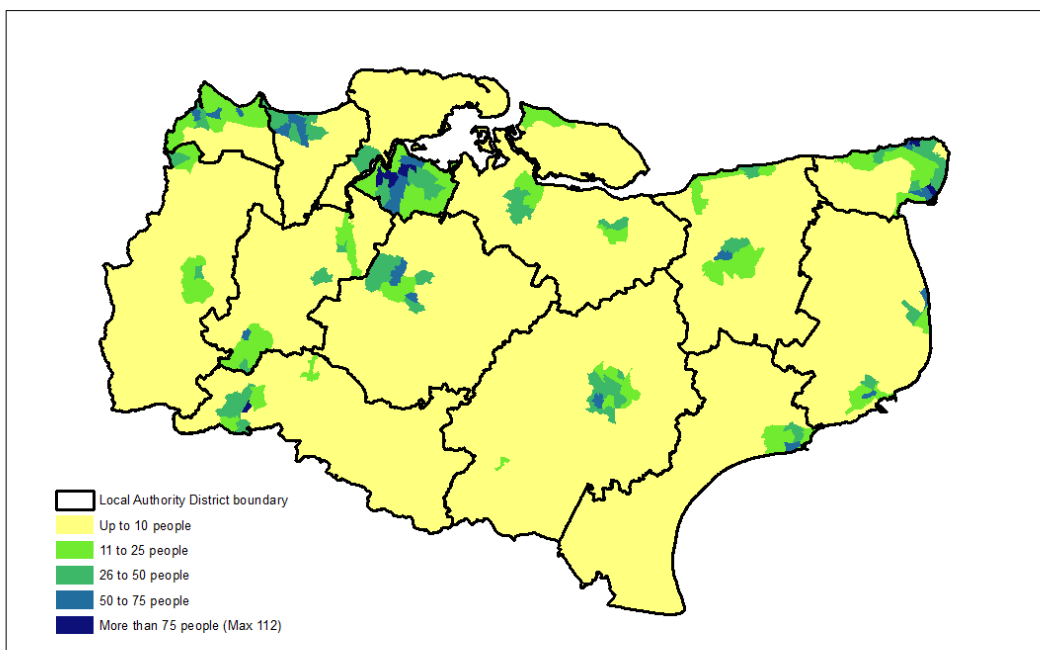 Local Authority District boundary
Up to 10 people
11 to 25 people
26 to 50 people
50 to 75 people
More than 75 people (Max 112)